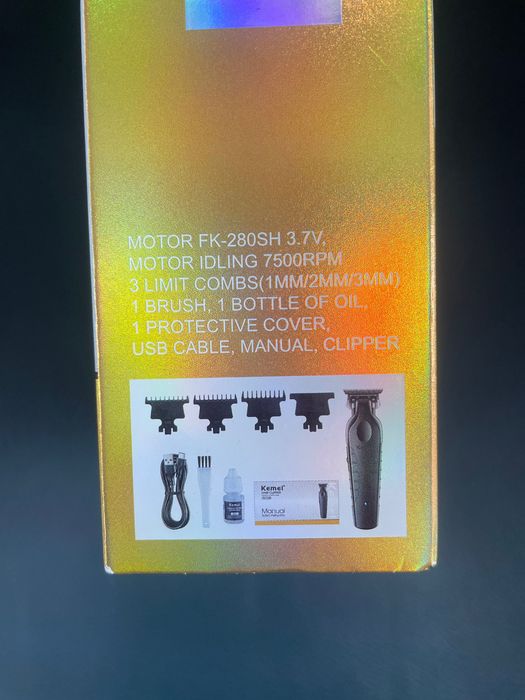 MOTOR FK-280SH 3.7V,
MOTOR IDLING 7500RPM
3 LIMIT COMBS(1MM/2MM/3MM)
1 BRUSH, 1 BOTTLE OF OIL,
1 PROTECTIVE COVER,
USB CABLE, MANUAL, CLIPPER
Kemei
Manual